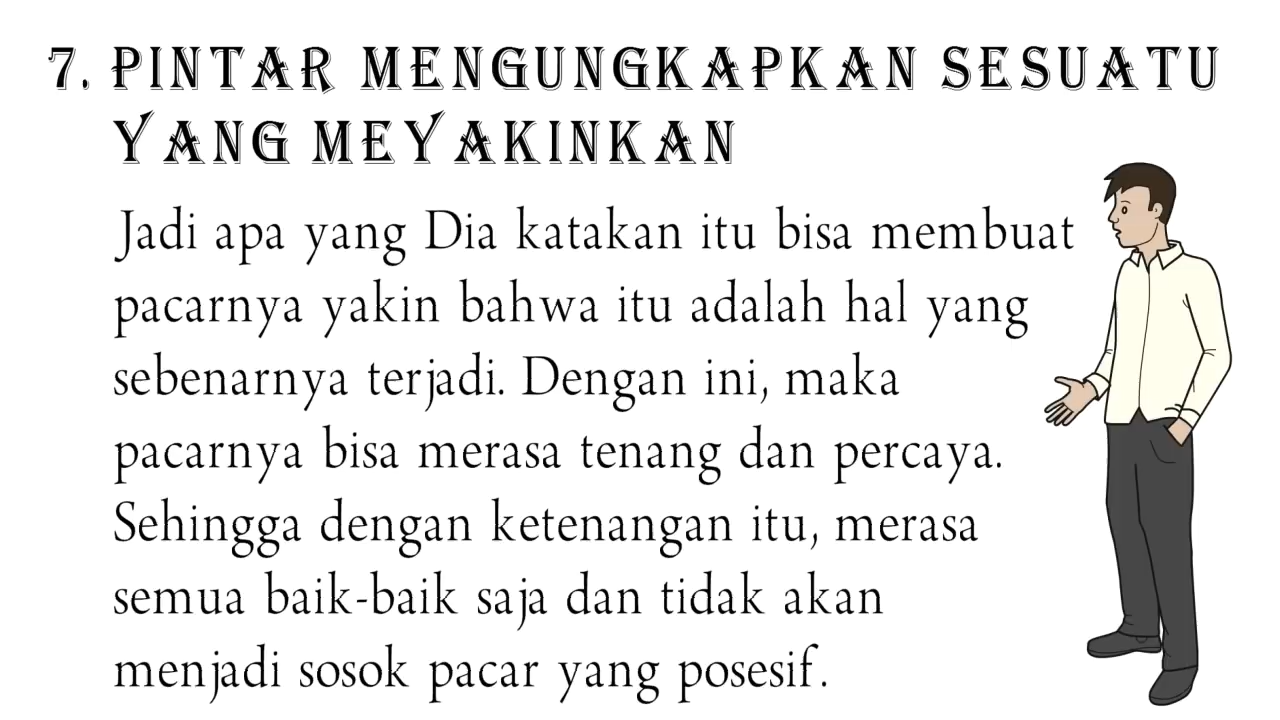 7. PINTAR MENGUNGKAPKAN SESUATU
YANG MEYAKINKAN
Jadi apa yang Dia katakan itu bisa membuat
pacarnya yakin bahwa itu adalah hal yang
sebenarnya terjadi. Dengan ini, maka
pacarnya bisa merasa tenang dan percaya.
Sehingga dengan ketenangan itu, merasa
semua baik-baik saja dan tidak akan
menjadi sosok pacar yang posesif.